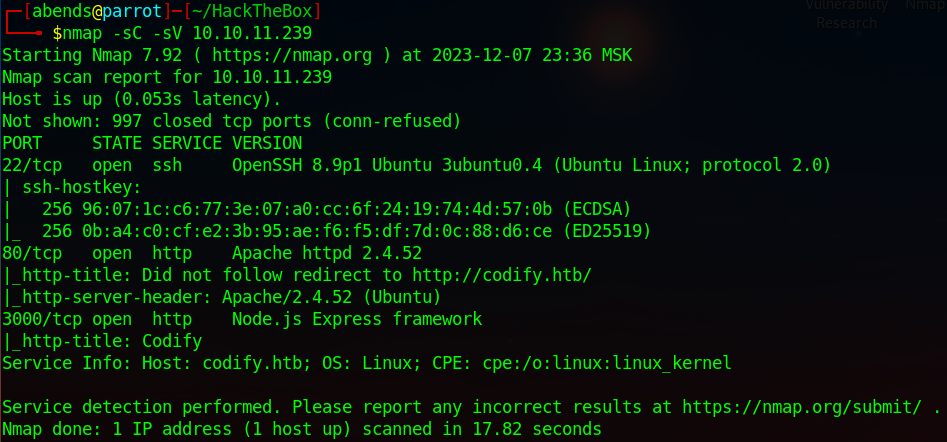 Vulnerability Nmap
Research
┌─[abends@parrot]─[~/HackTheBox]
└──╼ $nmap -sC -sV 10.10.11.239
Starting Nmap 7.92 ( https://nmap.org ) at 2023-12-07 23:36 MSK
Nmap scan report for 10.10.11.239
Host is up (0.053s latency).
Not shown: 997 closed tcp ports (conn-refused)
PORT     STATE SERVICE VERSION
22/tcp   open  ssh     OpenSSH 8.9p1 Ubuntu 3ubuntu0.4 (Ubuntu Linux; protocol 2.0)
| ssh-hostkey:
|   256 96:07:1c:c6:77:3e:07:a0:cc:6f:24:19:74:4d:57:0b (ECDSA)
|_  256 0b:a4:c0:cf:e2:3b:95:ae:f6:f5:df:7d:0c:88:d6:ce (ED25519)
80/tcp   open  http    Apache httpd 2.4.52
|_http-title: Did not follow redirect to http://codify.htb/
|_http-server-header: Apache/2.4.52 (Ubuntu)
3000/tcp open  http    Node.js Express framework
|_http-title: Codify
Service Info: Host: codify.htb; OS: Linux; CPE: cpe:/o:linux:linux_kernel
Service detection performed. Please report any incorrect results at https://nmap.org/submit/ .
Nmap done: 1 IP address (1 host up) scanned in 17.82 seconds